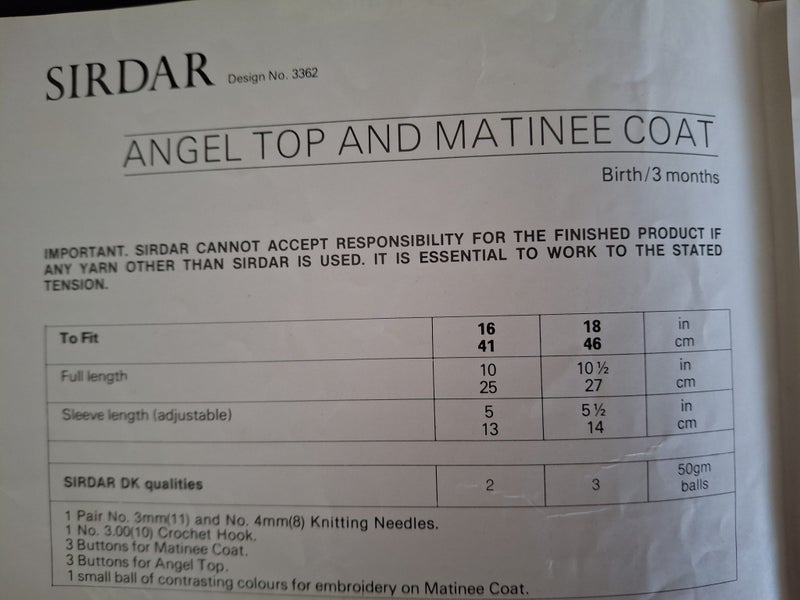 SIRDAR Design No. 3362
ANGEL TOP AND MATINEE COAT
Birth/3 months
IMPORTANT. SIRDAR CANNOT ACCEPT RESPONSIBILITY FOR THE FINISHED PRODUCT IF
ANY YARN OTHER THAN SIRDAR IS USED. IT IS ESSENTIAL TO WORK TO THE STATED
TENSION.
To Fit 16 18 in
41 46 cm
Full length 10 10 ½ in
25 27 cm
Sleeve length (adjustable) 5 5 ½ in
13 14 cm
SIRDAR DK qualities 2 3 50gm
balls
1 Pair No. 3mm(11) and No. 4mm(8) Knitting Needles.
1 No. 3.00(10) Crochet Hook.
3 Buttons for Matinee Coat.
3 Buttons for Angel Top.
1 small ball of contrasting colours for embroidery on Matinee Coat.